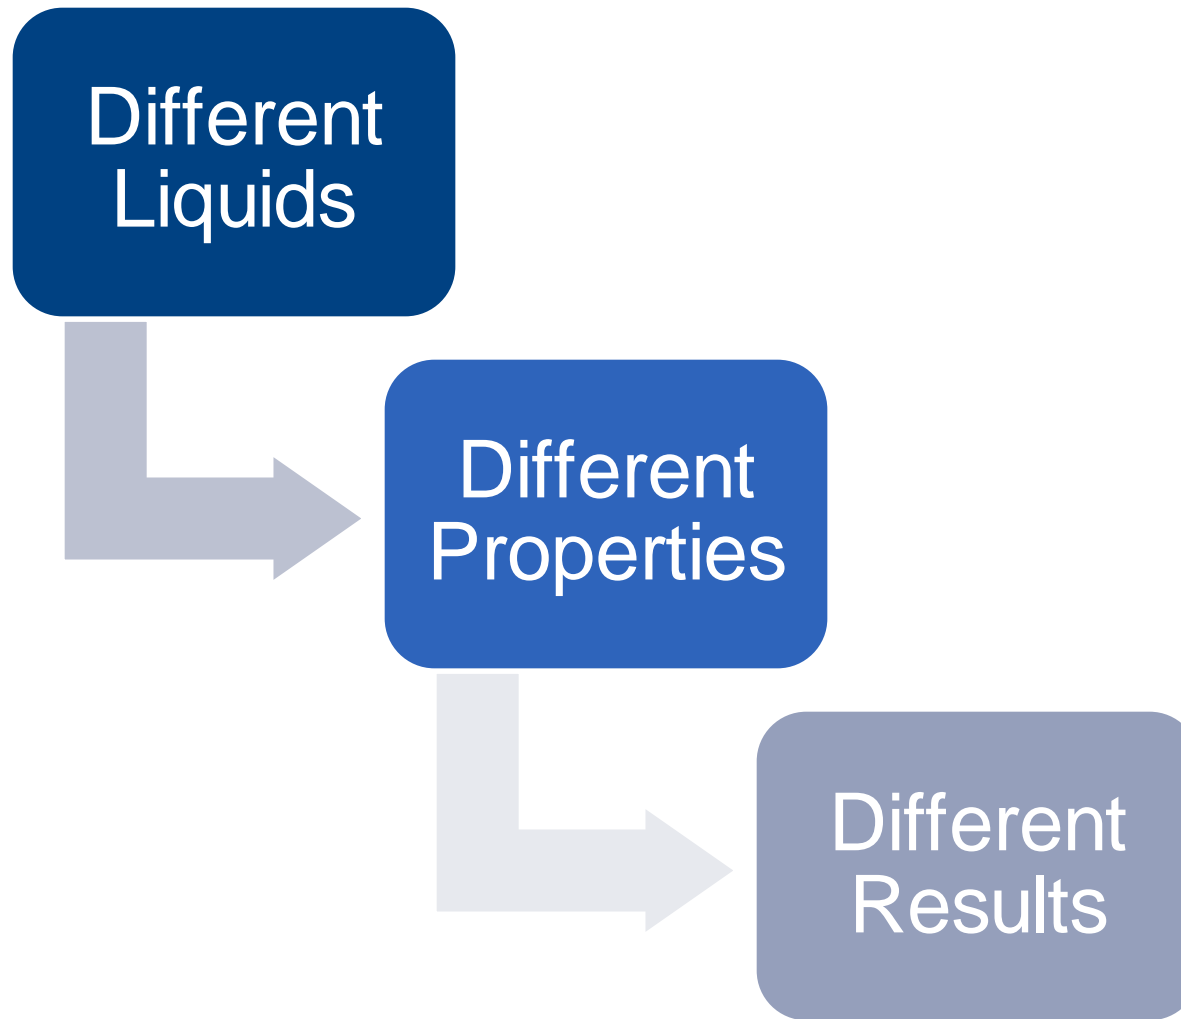 Different
Liquids
Different
Properties
Different
Results